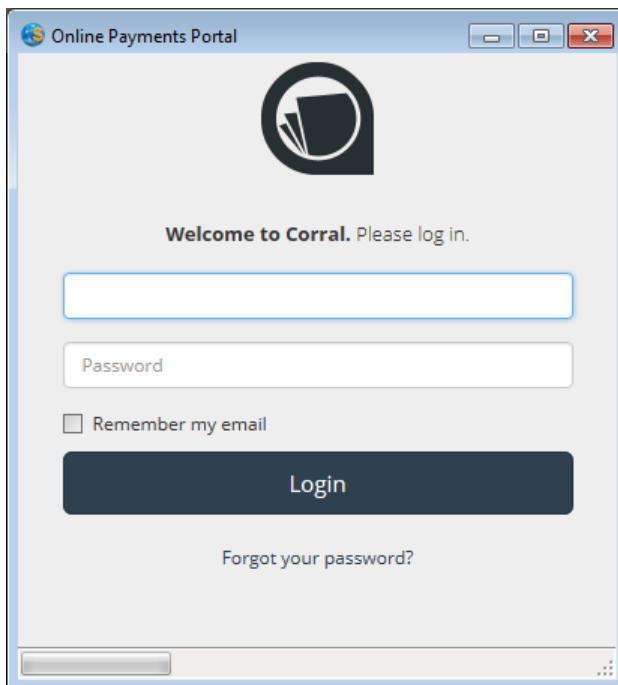 Online Payments Portal
Welcome to Corral. Please log in.
Password
Remember my email
Login
Forgot your password?